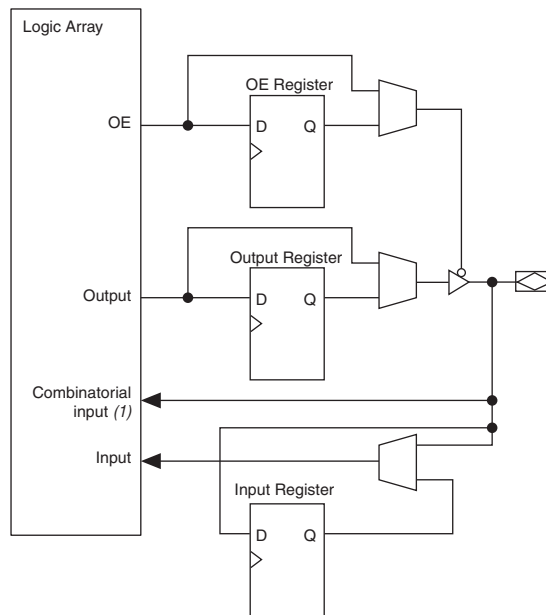 Logic Array
OE Register
OE
D Q
Output Register
Output
D Q
Combinatorial
input (1)
Input
Input Register
D Q